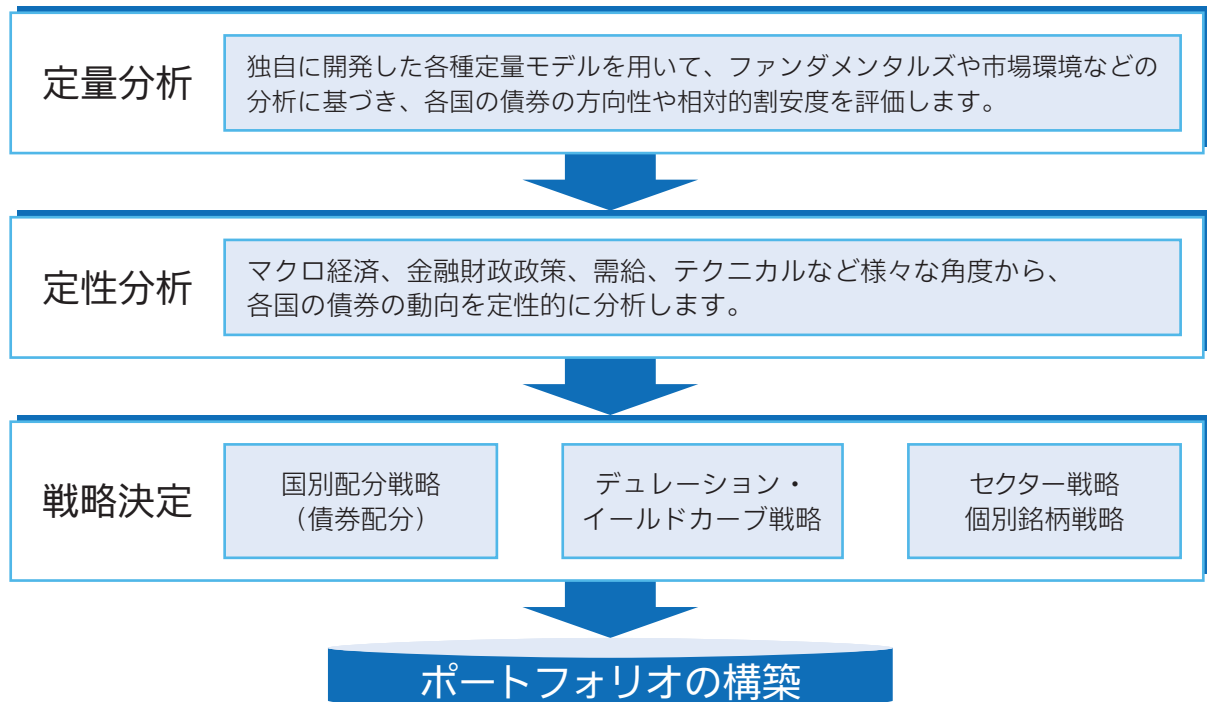 定量分析
独自に開発した各種定量モデルを用いて、ファンダメンタルズや市場環境などの
分析に基づき、各国の債券の方向性や相対的割安度を評価します。
定性分析
マクロ経済、金融財政政策、需給、テクニカルなど様々な角度から、
各国の債券の動向を定性的に分析します。
戦略決定
国別配分戦略
（債券配分）
デュレーション・
イールドカーブ戦略
セクター戦略
個別銘柄戦略
ポートフォリオの構築